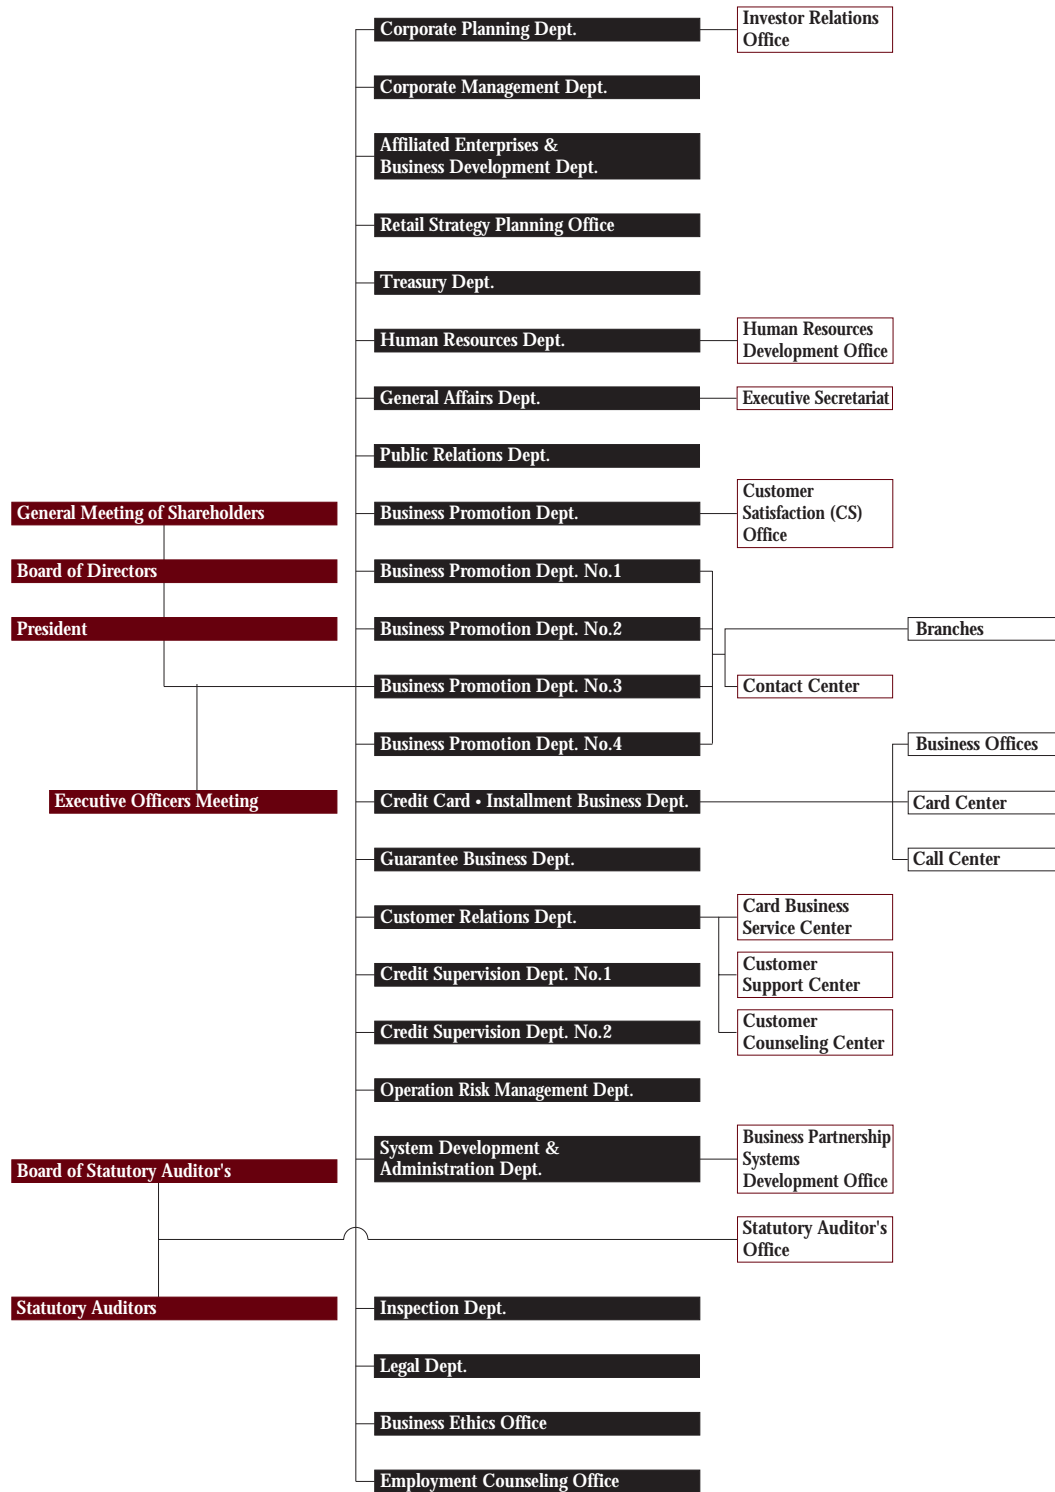 Corporate Planning Dept.
Investor Relations
Office
Corporate Management Dept.
Affiliated Enterprises &
Business Development Dept.
Retail Strategy Planning Office
Treasury Dept.
Human Resources Dept.
Human Resources
Development Office
General Affairs Dept.
Executive Secretariat
Public Relations Dept.
General Meeting of Shareholders
Business Promotion Dept.
Customer
Satisfaction (CS)
Office
Board of Directors
Business Promotion Dept. No.1
President
Business Promotion Dept. No.2
Branches
Business Promotion Dept. No.3
Contact Center
Business Promotion Dept. No.4
Business Offices
Executive Officers Meeting
Credit Card • Installment Business Dept.
Card Center
Guarantee Business Dept.
Call Center
Customer Relations Dept.
Card Business
Service Center
Credit Supervision Dept. No.1
Customer
Support Center
Credit Supervision Dept. No.2
Customer
Counseling Center
Operation Risk Management Dept.
Board of Statutory Auditor's
System Development &
Administration Dept.
Business Partnership
Systems
Development Office
Statutory Auditor's
Office
Statutory Auditors
Inspection Dept.
Legal Dept.
Business Ethics Office
Employment Counseling Office